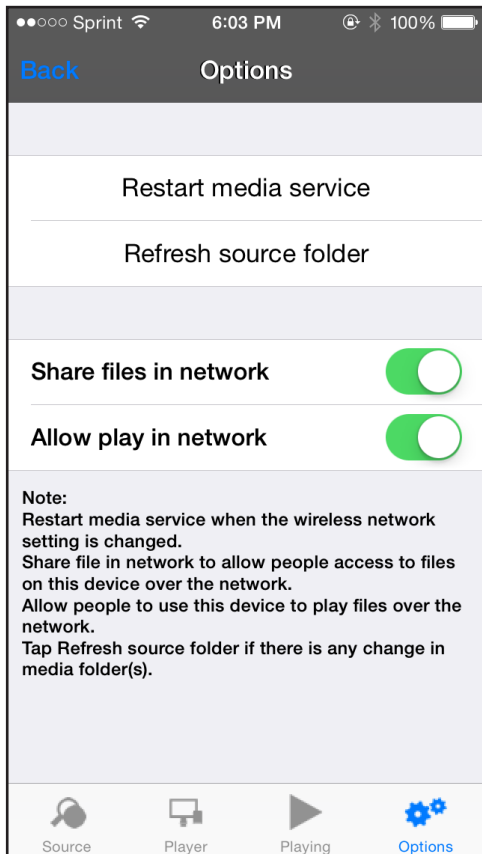 Sprint 6:03 PM 100%
Back Options
Restart media service
Refresh source folder
Share files in network
Allow play in network
Note:
Restart media service when the wireless network
setting is changed.
Share file in network to allow people access to files
on this device over the network.
Allow people to use this device to play files over the
network.
Tap Refresh source folder if there is any change in
media folder(s).
Source Player Playing Options